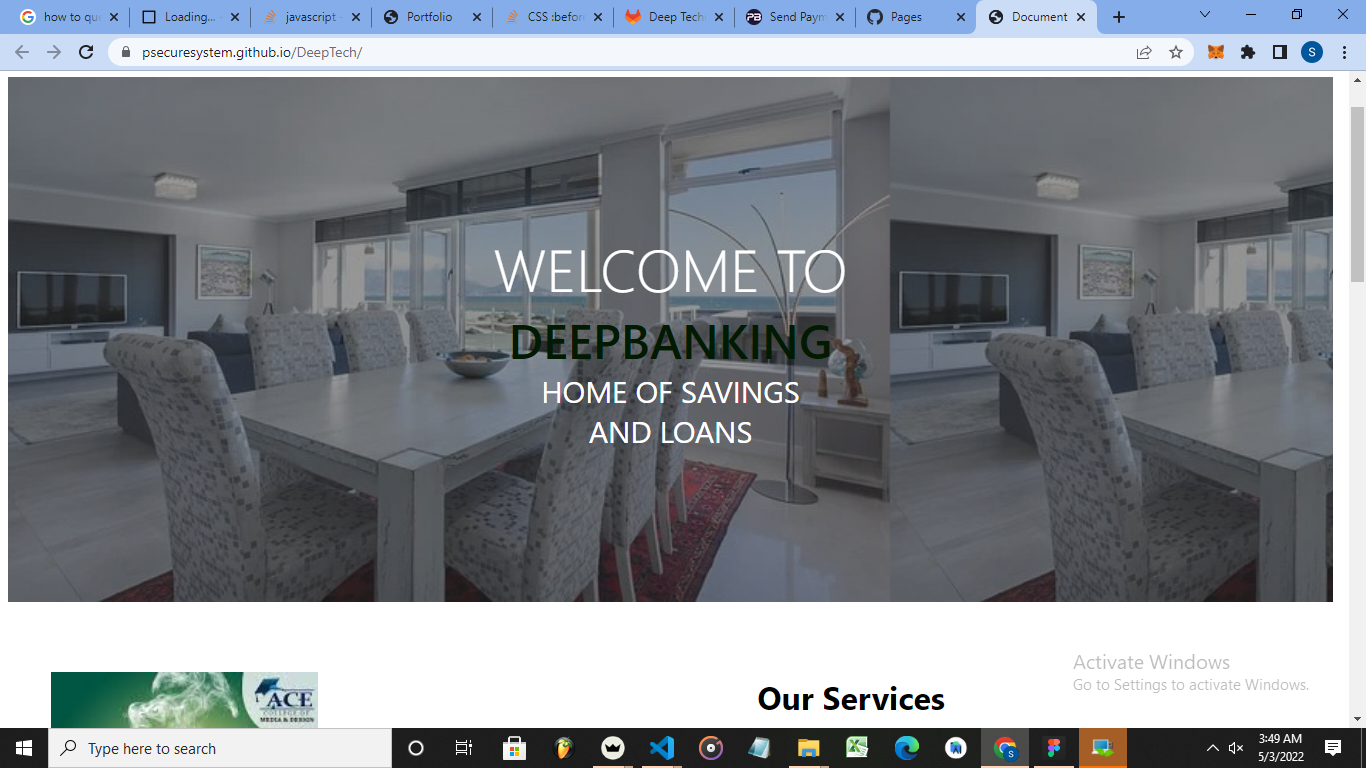 how to qu
Loading...
javascript
Portfolio
CSS :befor
Deep Tech
Send Paym
Pages
Document
psecuresystem.github.io/DeepTech/
S
WELCOME TO
DEEPBANKING
HOME OF SAVINGS
AND LOANS
ACE
COLLEGE OF
MEDIA & DESIGN
Our Services
Activate Windows
Go to Settings to activate Windows.
Type here to search
3:49 AM
5/3/2022